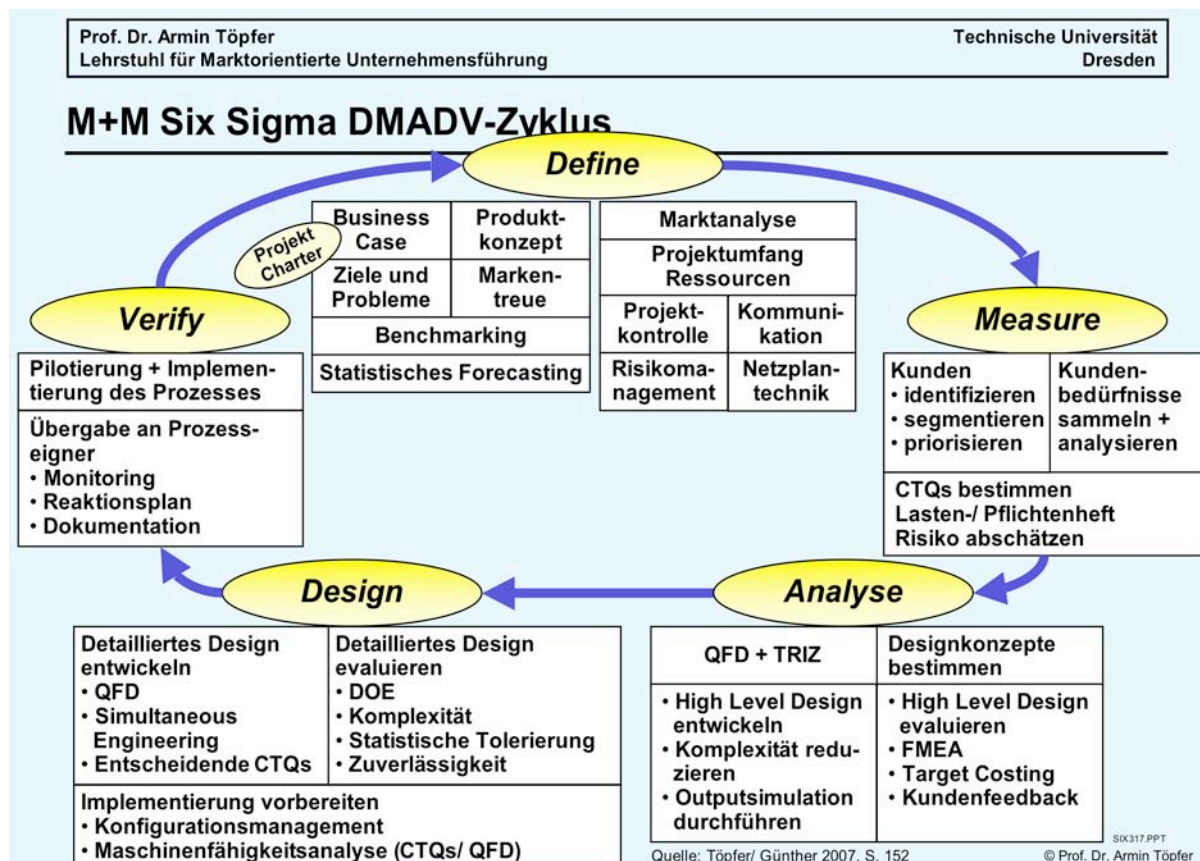 Prof. Dr. Armin Töpfer
Lehrstuhl für Marktorientierte Unternehmensführung
Technische Universität
Dresden
M+M Six Sigma DMADV-Zyklus
Define
Projekt
Charter
Business
Case
Produkt-
konzept
Ziele und
Probleme
Marken-
treue
Benchmarking
Statistisches Forecasting
Marktanalyse
Projektumfang
Ressourcen
Projekt-
kontrolle
Kommuni-
kation
Risikoma-
nagement
Netzplan-
technik
Measure
Kunden
• identifizieren
• segmentieren
• priorisieren
Kunden-
bedürfnisse
sammeln +
analysieren
CTQs bestimmen
Lasten-/ Pflichtenheft
Risiko abschätzen
Analyse
QFD + TRIZ
• High Level Design
entwickeln
• Komplexität redu-
zieren
• Outputsimulation
durchführen
Designkonzepte
bestimmen
• High Level Design
evaluieren
• FMEA
• Target Costing
• Kundenfeedback
Design
Detailliertes Design
entwickeln
• QFD
• Simultaneous
Engineering
• Entscheidende CTQs
Detailliertes Design
evaluieren
• DOE
• Komplexität
• Statistische Tolerierung
• Zuverlässigkeit
Implementierung vorbereiten
• Konfigurationsmanagement
• Maschinenfähigkeitsanalyse (CTQs/ QFD)
Verify
Pilotierung + Implemen-
tierung des Prozesses
Übergabe an Prozess-
eigner
• Monitoring
• Reaktionsplan
• Dokumentation
SIX317.PPT
Quelle: Töpfer/ Günther 2007, S. 152
© Prof. Dr. Armin Töpfer